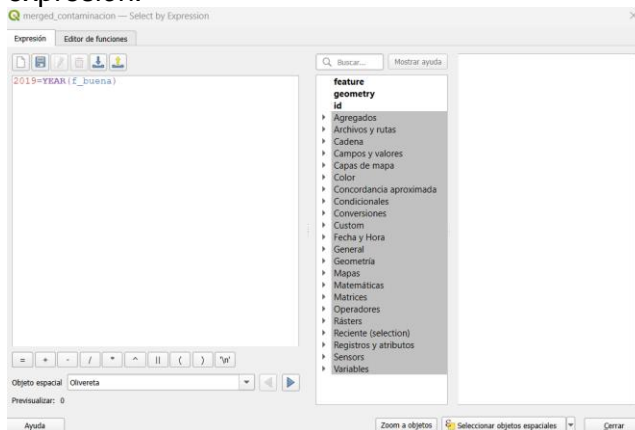 expresión.
merged_contaminacion — Select by Expression
Expresión Editor de funciones
Buscar... Mostrar ayuda
2019=YEAR(f_buena)
feature
geometry
id
Agregados
Archivos y rutas
Cadena
Campos y valores
Capas de mapa
Color
Concordancia aproximada
Condicionales
Conversiones
Custom
Fecha y Hora
General
Geometría
Mapas
Matemáticas
Matrices
Operadores
Rásters
Reciente (selection)
Registros y atributos
Sensors
Variables
= + - / * ^ || ( ) '\n'
Objeto espacial Olivereta
Previsualizar: 0
Ayuda Zoom a objetos Seleccionar objetos espaciales Cerrar